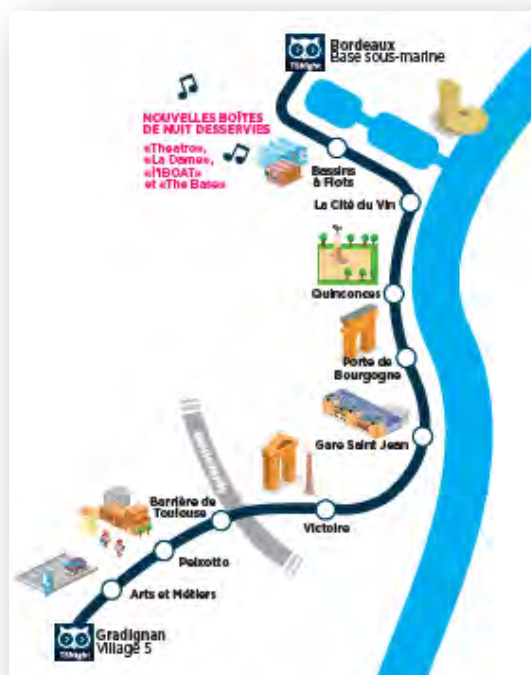 Bordeaux
Base sous-marine
NOUVELLES BOÎTES
DE NUIT DESSERVIES
«Theatro»,
«La Dame»,
«I•BOAT»
et «The Base»
Bassins
à Flots
La Cité du Vin
Quinconces
Porte de
Bourgogne
Gare Saint Jean
Barrière de
Toulouse
Victoire
Peixotto
Arts et Métiers
Gradignan
Village 5